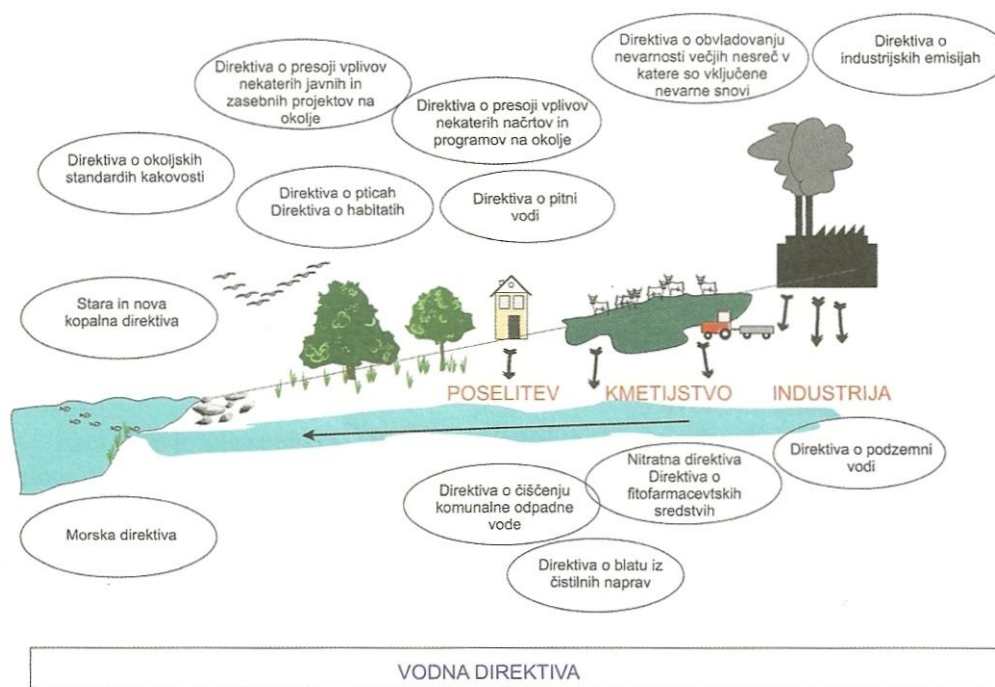 Direktiva o obvladovanju
nevarnosti večjih nesreč v
katere so vključene
nevarne snovi
Direktiva o
industrijskih emisijah
Direktiva o presoji vplivov
nekaterih javnih in
zasebnih projektov na
okolje
Direktiva o presoji vplivov
nekaterih načrtov in
programov na okolje
Direktiva o okoljskih
standardih kakovosti
Direktiva o pticah
Direktiva o habitatih
Direktiva o pitni
vodi
Stara in nova
kopalna direktiva
POSELITEV
KMETIJSTVO
INDUSTRIJA
Direktiva o podzemni
vodi
Nitratna direktiva
Direktiva o
fitofarmacevtskih
sredstvih
Direktiva o čiščenju
komunalne odpadne
vode
Morska direktiva
Direktiva o blatu iz
čistilnih naprav
VODNA DIREKTIVA